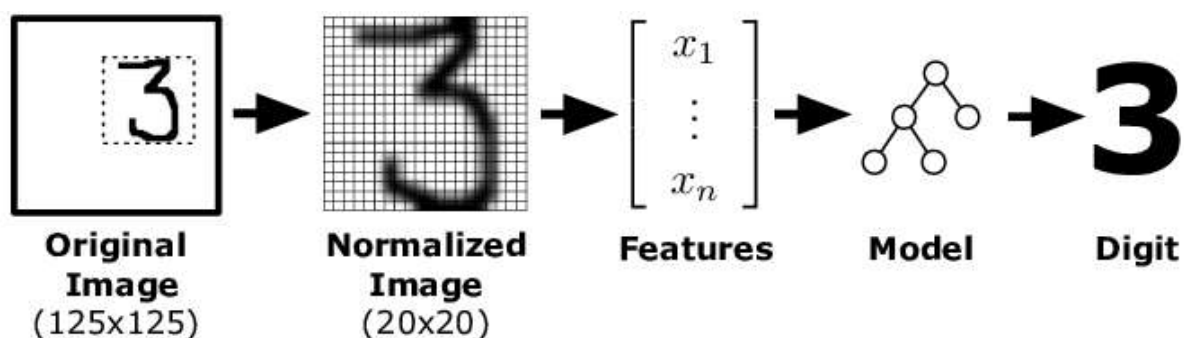 3
3
x₁
⋮
xₙ
3
Original
Image
(125x125)
Normalized
Image
(20x20)
Features
Model
Digit